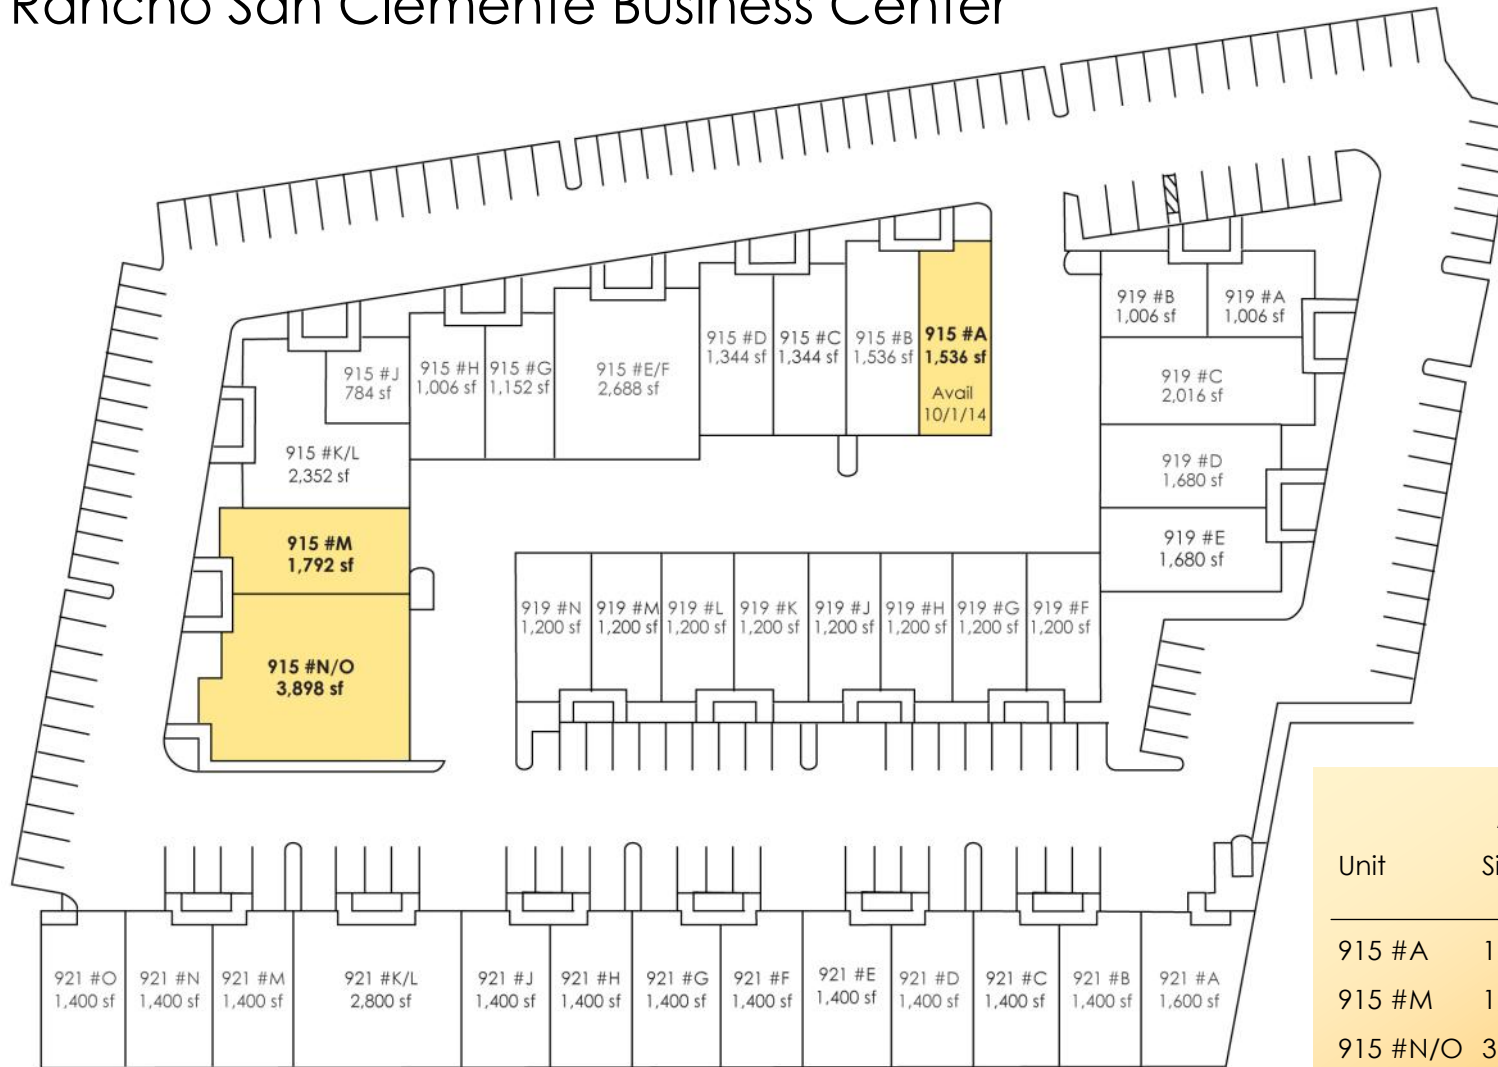 Rancho San Clemente Business Center
919 #B
1,006 sf
919 #A
1,006 sf
915 #D
1,344 sf
915 #C
1,344 sf
915 #B
1,536 sf
915 #A
1,536 sf
Avail
10/1/14
915 #J
784 sf
915 #H
1,006 sf
915 #G
1,152 sf
915 #E/F
2,688 sf
919 #C
2,016 sf
915 #K/L
2,352 sf
919 #D
1,680 sf
915 #M
1,792 sf
919 #E
1,680 sf
919 #N
1,200 sf
919 #M
1,200 sf
919 #L
1,200 sf
919 #K
1,200 sf
919 #J
1,200 sf
919 #H
1,200 sf
919 #G
1,200 sf
919 #F
1,200 sf
915 #N/O
3,898 sf
921 #O
1,400 sf
921 #N
1,400 sf
921 #M
1,400 sf
921 #K/L
2,800 sf
921 #J
1,400 sf
921 #H
1,400 sf
921 #G
1,400 sf
921 #F
1,400 sf
921 #E
1,400 sf
921 #D
1,400 sf
921 #C
1,400 sf
921 #B
1,400 sf
921 #A
1,600 sf
Unit Si
915 #A 1
915 #M 1
915 #N/O 3